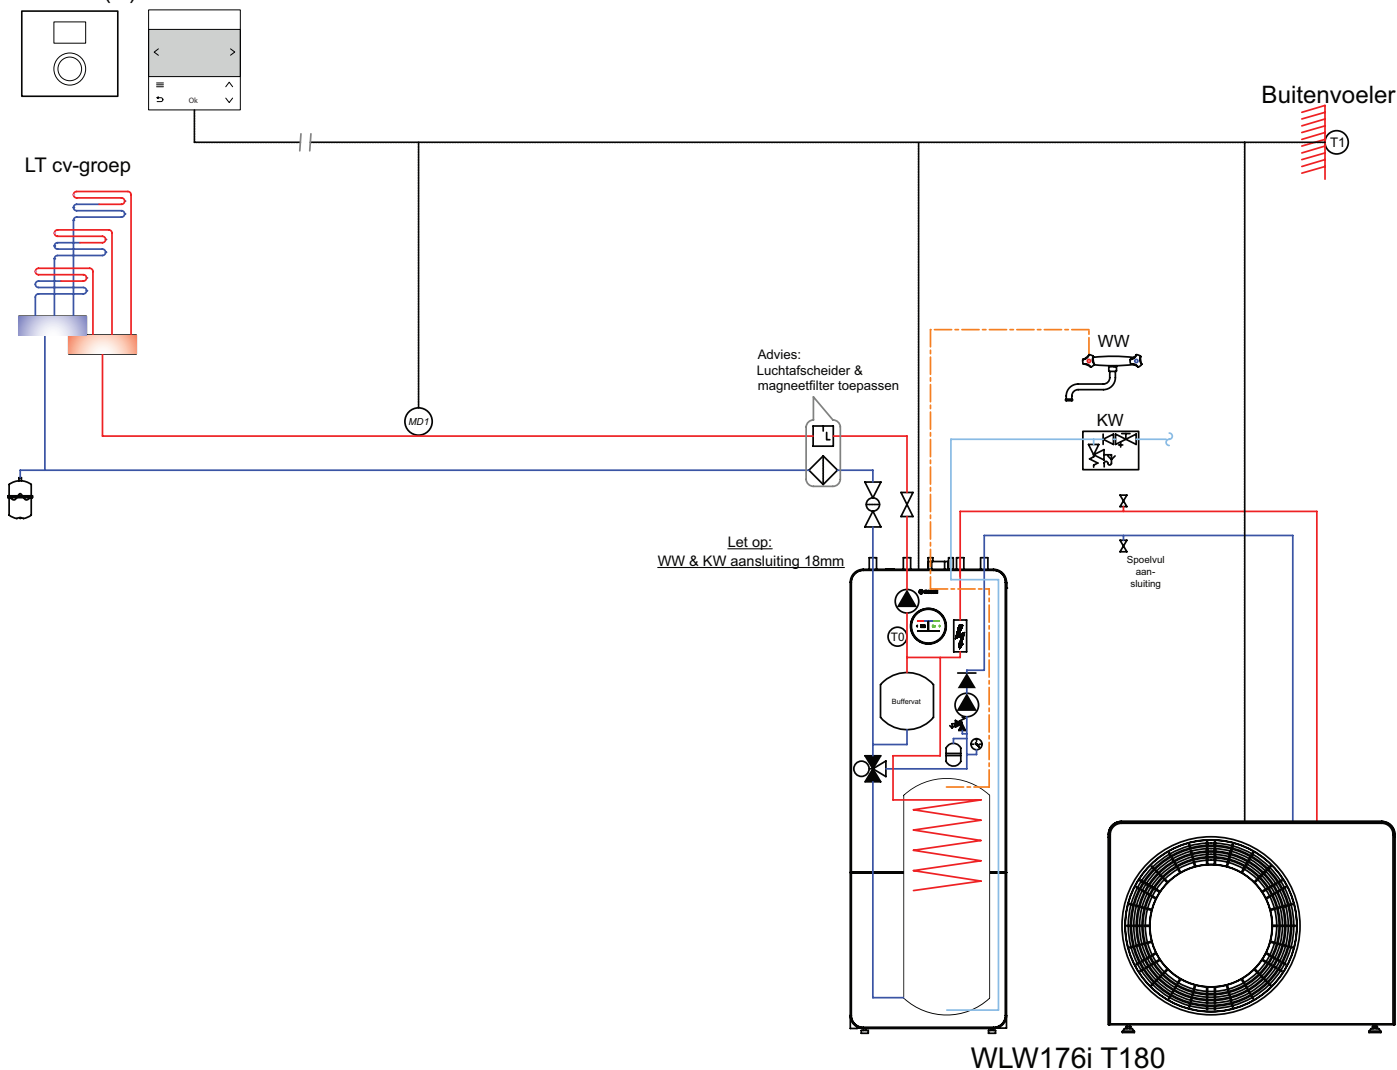 Ok
Buitenvoeler
T1
LT cv-groep
Advies:
Luchtafscheider &
magneetfilter toepassen
WW
KW
MD1
L
Let op:
WW & KW aansluiting 18mm
Spoelvul
aan-
sluiting
T0
Buffervat
WLW176i T180